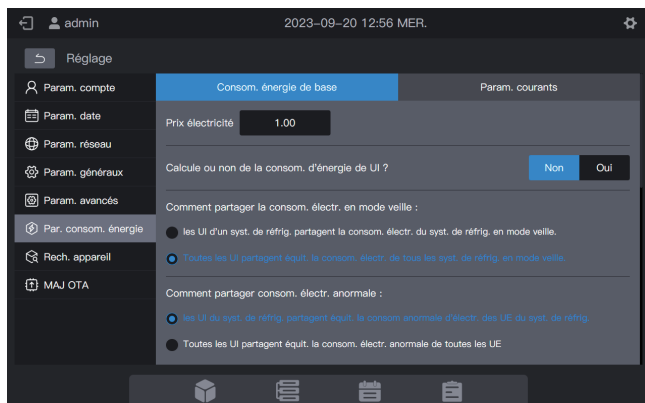 admin
2023-09-20 12:56 MER.
Réglage
Param. compte
Param. date
Param. réseau
Param. généraux
Param. avancés
Par. consom. énergie
Rech. appareil
MAJ OTA
Consom. énergie de base
Param. courants
Prix électricité
1.00
Calcule ou non de la consom. d'énergie de UI ?
Non
Oui
Comment partager la consom. électr. en mode veille :
les UI d'un syst. de réfrig. partagent la consom. électr. du syst. de réfrig. en mode veille.
Toutes les UI partagent équit. la consom. électr. de tous les syst. de réfrig. en mode veille.
Comment partager consom. électr. anormale :
les UI du syst. de réfrig. partagent équit. la consom anormale d'électr. des UE du syst. de réfrig.
Toutes les UI partagent équit. la consom. électr. anormale de toutes les UE